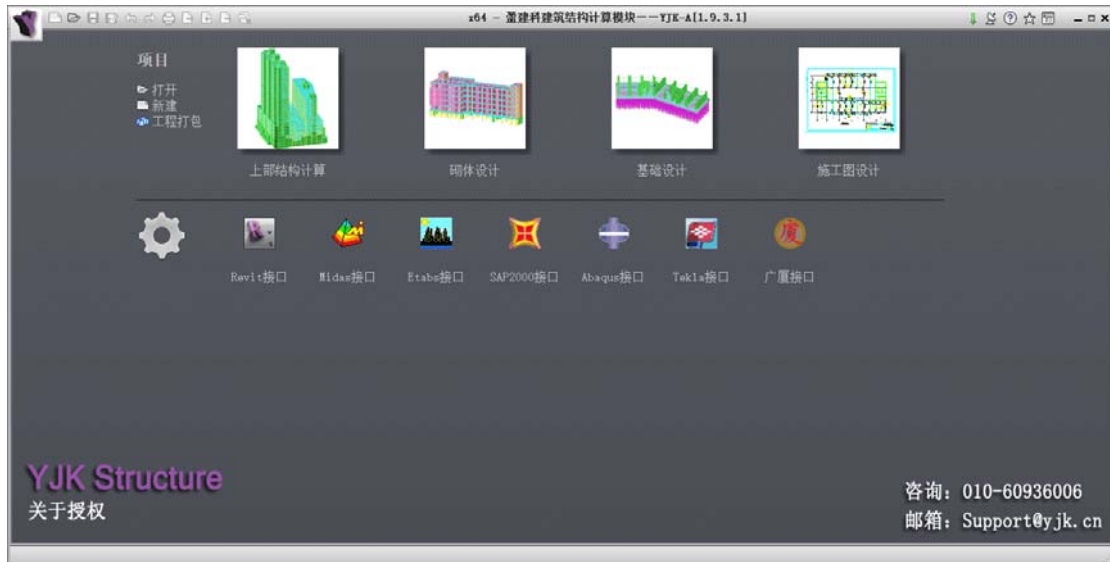 x64 - 盈建科建筑结构计算模块--YJK-A[1.9.3.1]
项目
打开
新建
工程打包
上部结构计算
砌体设计
基础设计
施工图设计
Revit接口
Midas接口
Etabs接口
SAP2000接口
Abaqus接口
Tekla接口
广厦接口
YJK Structure
关于授权
咨询: 010-60936006
邮箱: Support@yjk.cn